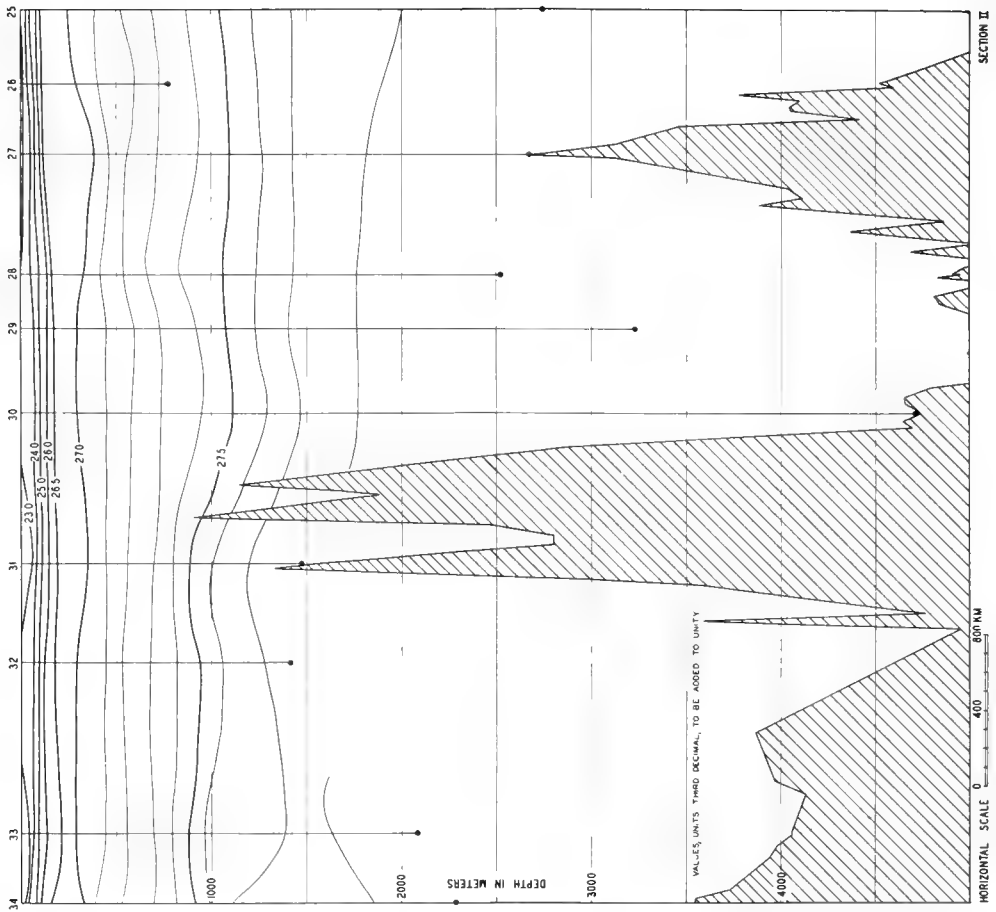 34 33 32 31 30 29 28 27 26 25
23.0
24.0
25.0
26.0
26.5
27.0
27.5
1000
2000
DEPTH IN METERS
3000
VALUES, UNITS THIRD DECIMAL, TO BE ADDED TO UNITY
4000
HORIZONTAL SCALE 0 400 800 KM
SECTION II